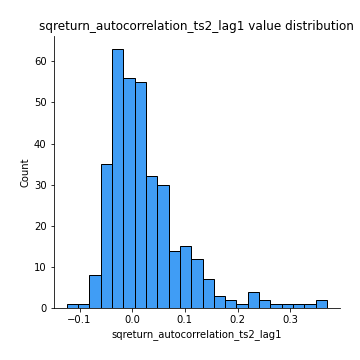 sqreturn_autocorrelation_ts2_lag1 value distribution
60
50
40
30
20
10
0
Count
−0.1 0.0 0.1 0.2 0.3
sqreturn_autocorrelation_ts2_lag1